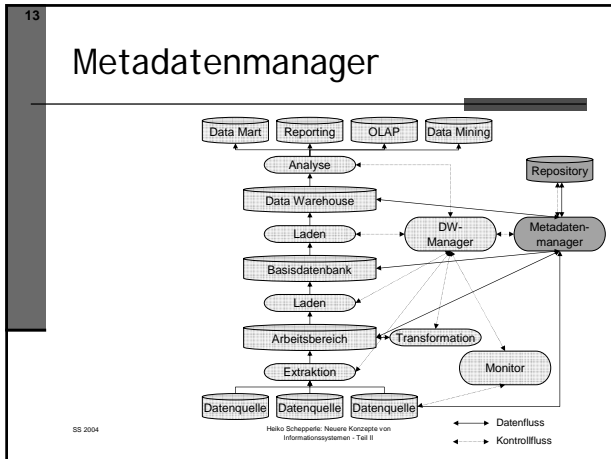 13
Metadatenmanager
Data Mart
Reporting
OLAP
Data Mining
Analyse
Repository
Data Warehouse
Laden
DW-
Manager
Metadaten-
manager
Basisdatenbank
Laden
Arbeitsbereich
Transformation
Extraktion
Monitor
Datenquelle
Datenquelle
Datenquelle
SS 2004
Heiko Schepperle: Neuere Konzepte von
Informationssystemen - Teil II
Datenfluss
Kontrollfluss